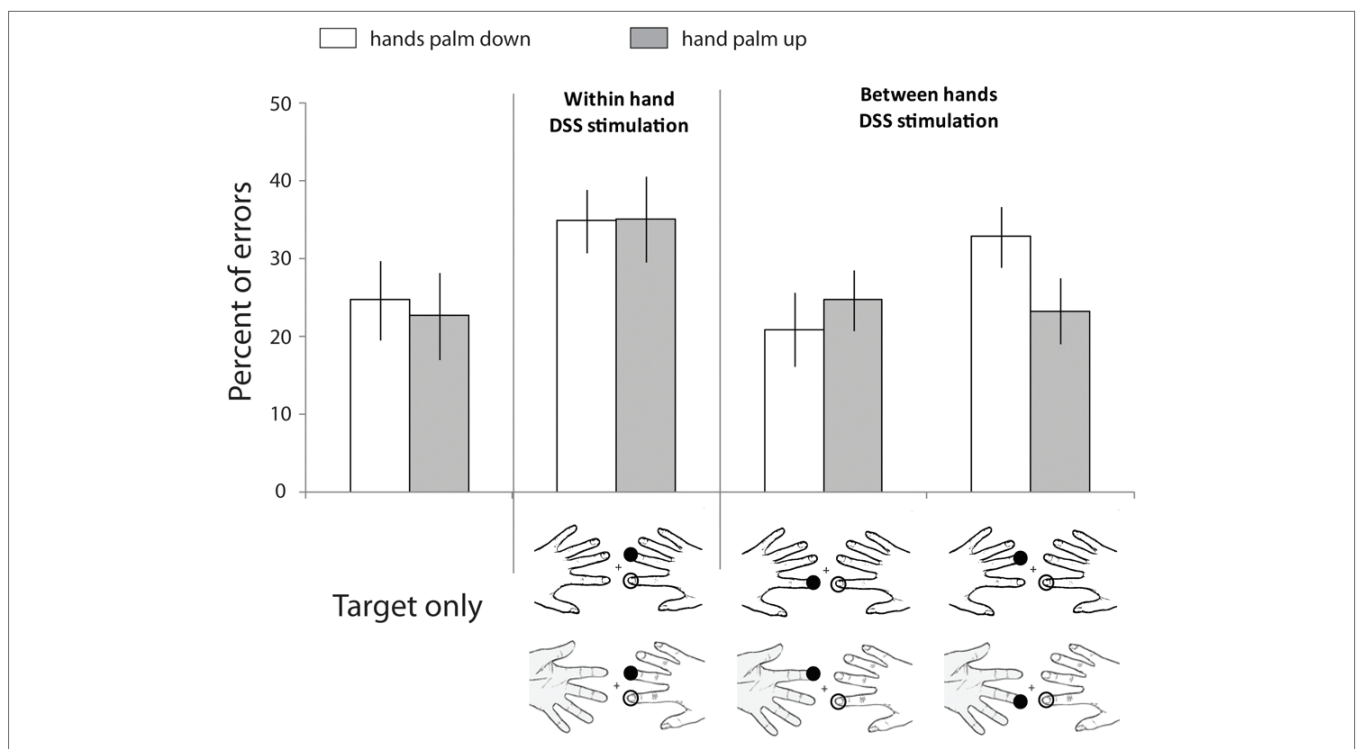 hands palm down
hand palm up
Within hand
DSS stimulation
Between hands
DSS stimulation
Percent of errors
50
40
30
20
10
0
Target only
+
+
+
+
+
+